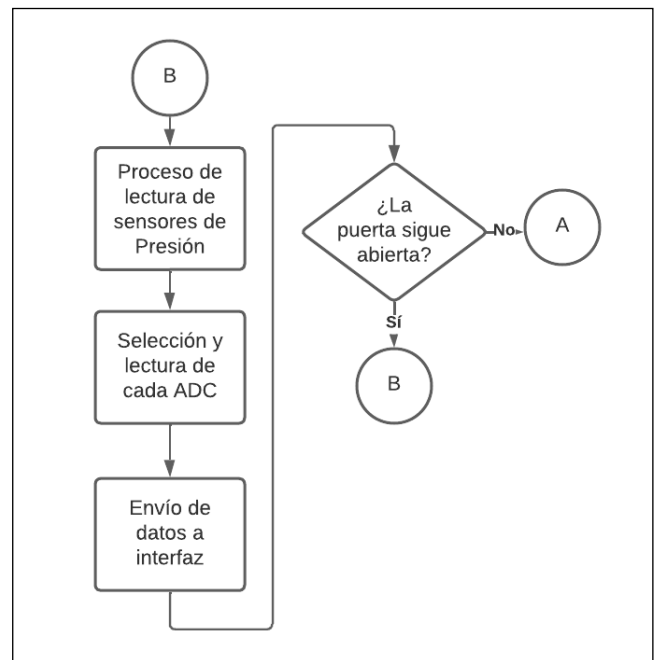 B
Proceso de
lectura de
sensores de
Presión
Selección y
lectura de
cada ADC
Envío de
datos a
interfaz
¿La
puerta sigue
abierta?
No
A
Sí
B